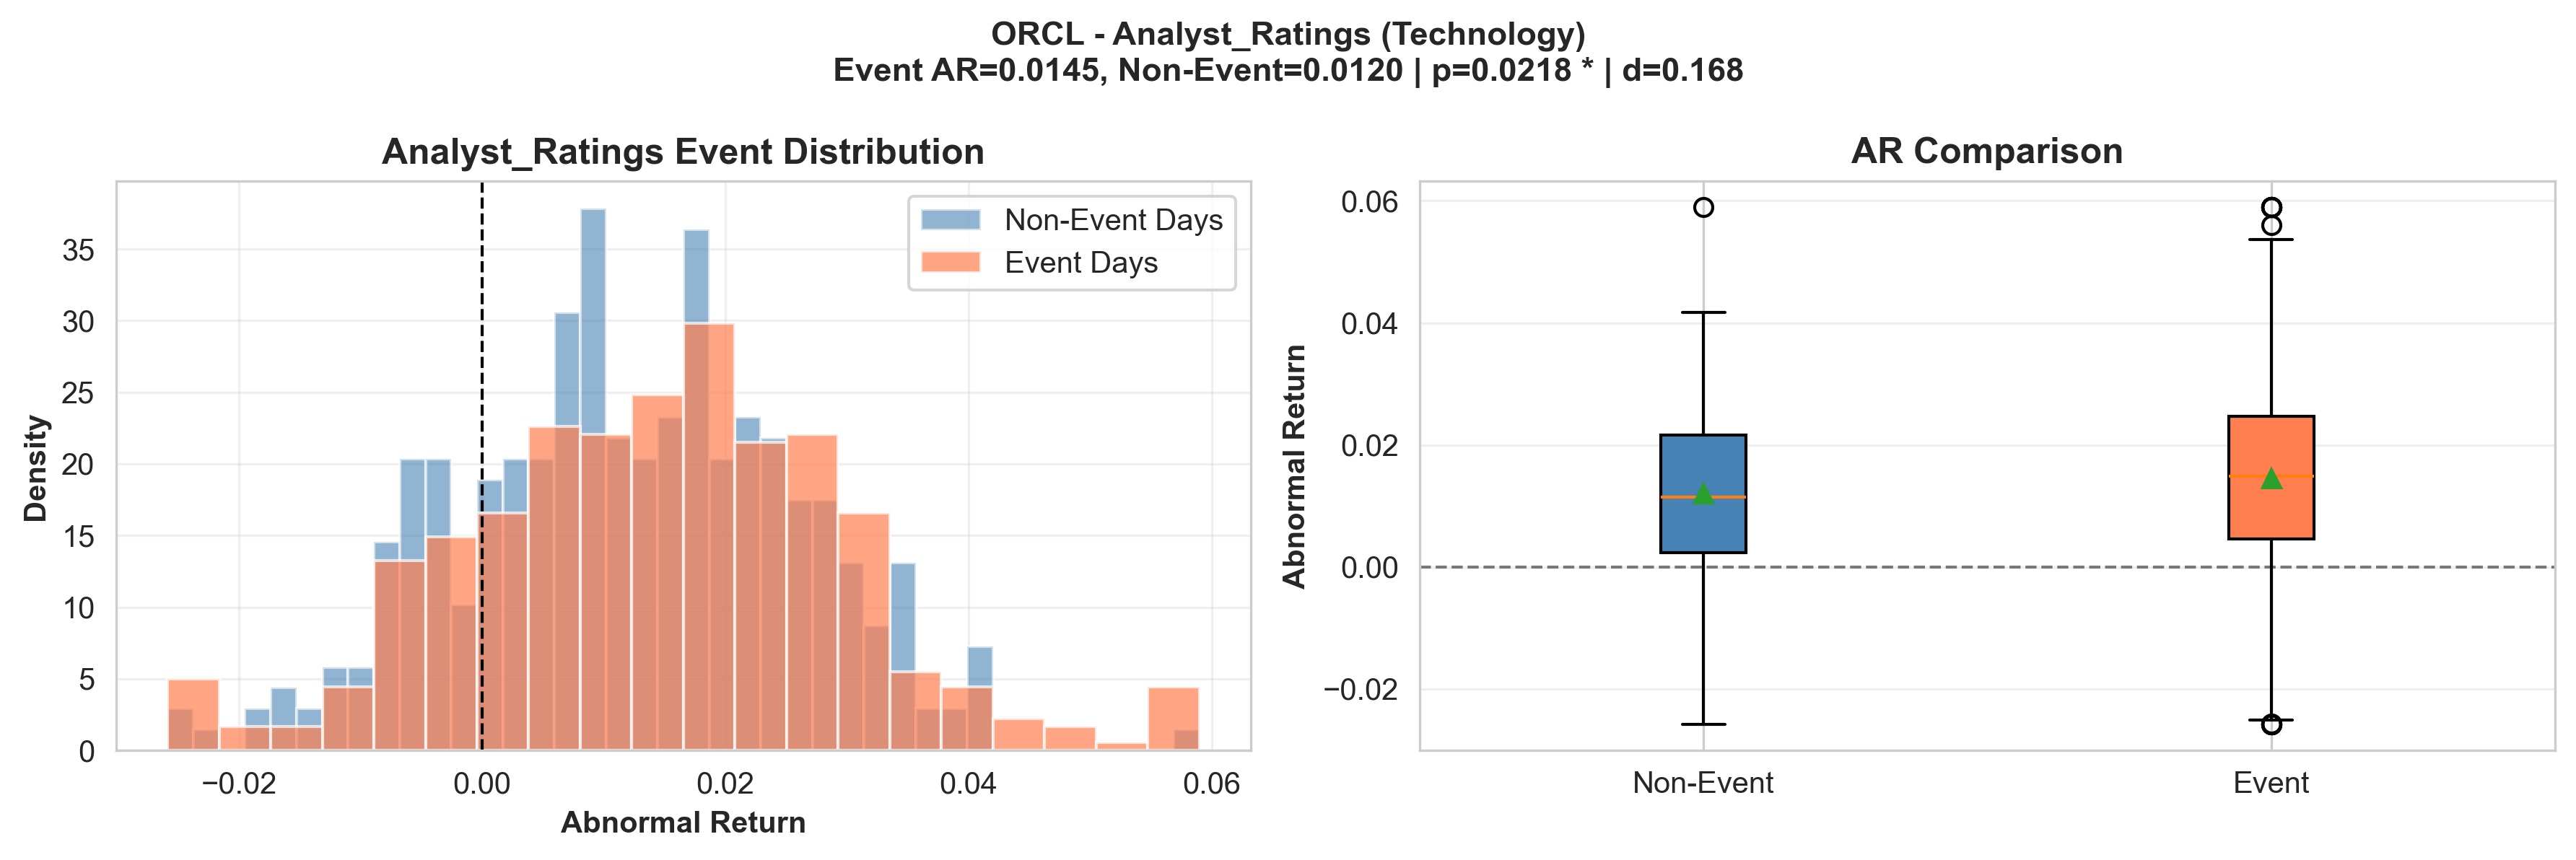 ORCL - Analyst_Ratings (Technology)
Event AR=0.0145, Non-Event=0.0120 | p=0.0218 * | d=0.168
Analyst_Ratings Event Distribution
Non-Event Days
Event Days
Density
35
30
25
20
15
10
5
0
−0.02
0.00
0.02
0.04
0.06
Abnormal Return
AR Comparison
Abnormal Return
0.06
0.04
0.02
0.00
−0.02
Non-Event
Event